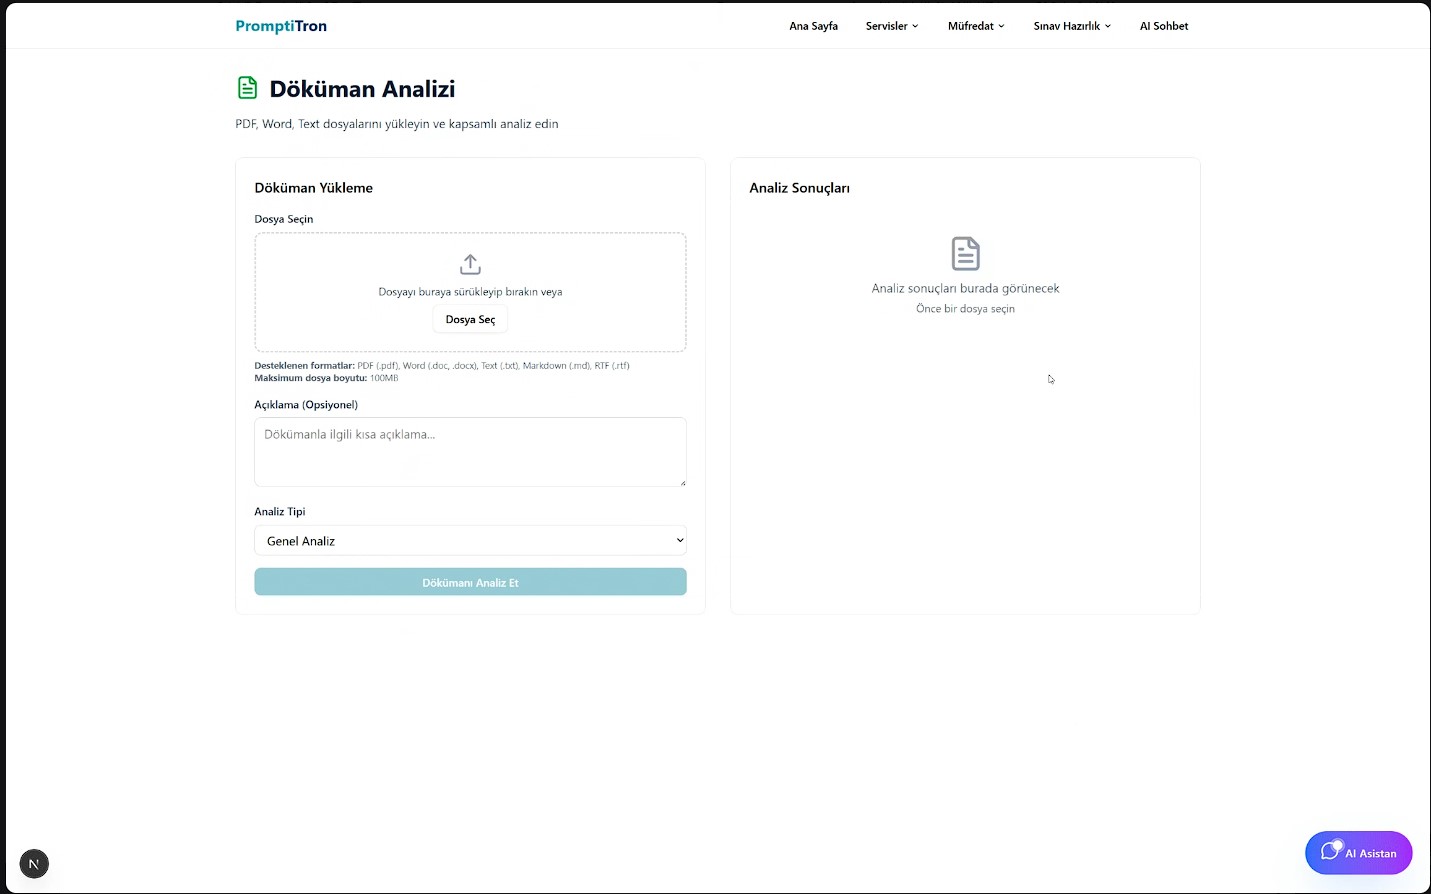 PromptiTron
Ana Sayfa
Servisler
Müfredat
Sınav Hazırlık
AI Sohbet
Döküman Analizi
PDF, Word, Text dosyalarını yükleyin ve kapsamlı analiz edin
Döküman Yükleme
Dosya Seçin
Dosyayı buraya sürükleyip bırakın veya
Dosya Seç
Desteklenen formatlar: PDF (.pdf), Word (.doc, .docx), Text (.txt), Markdown (.md), RTF (.rtf)
Maksimum dosya boyutu: 100MB
Açıklama (Opsiyonel)
Dökümanla ilgili kısa açıklama...
Analiz Tipi
Genel Analiz
Dökümanı Analiz Et
Analiz Sonuçları
Analiz sonuçları burada görünecek
Önce bir dosya seçin
N
AI Asistan